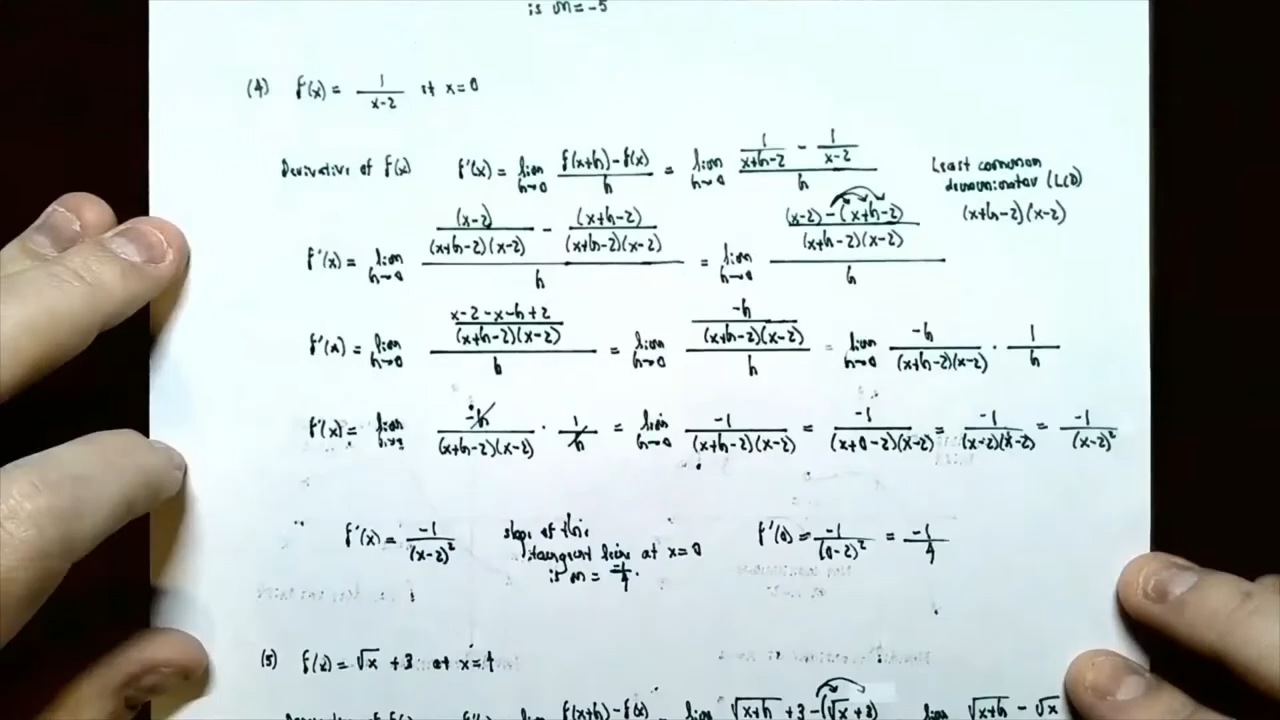 is m = -5
(4) f(x) = 1/(x-2) at x=0
Derivative of f(x) f'(x) = lim h→0 (f(x+h)-f(x))/h = lim h→0 (1/(x+h-2) - 1/(x-2))/h
Least common
denominator (LCD)
(x+h-2)(x-2)
f'(x) = lim h→0 ((x-2)/((x+h-2)(x-2)) - (x+h-2)/((x+h-2)(x-2)))/h = lim h→0 (((x-2)-(x+h-2))/((x+h-2)(x-2)))/h
f'(x) = lim h→0 ((x-2-x-h+2)/((x+h-2)(x-2)))/h = lim h→0 (-h/((x+h-2)(x-2)))/h = lim h→0 -h/((x+h-2)(x-2)) · 1/h
f'(x) = lim -h/((x+h-2)(x-2)) · 1/h = lim h→0 -1/((x+h-2)(x-2)) = -1/((x+0-2)(x-2)) = -1/((x-2)(x-2)) = -1/(x-2)²
f'(x) = -1/(x-2)²
slope of the
tangent line at x=0
is m = -1/4.
f'(0) = -1/(0-2)² = -1/4
(5) f(x) = √x + 3 at x=4
Derivative of f(x) f'(x) = lim f(x+h)-f(x) = lim √(x+h) + 3 - (√x + 3) lim √(x+h) - √x